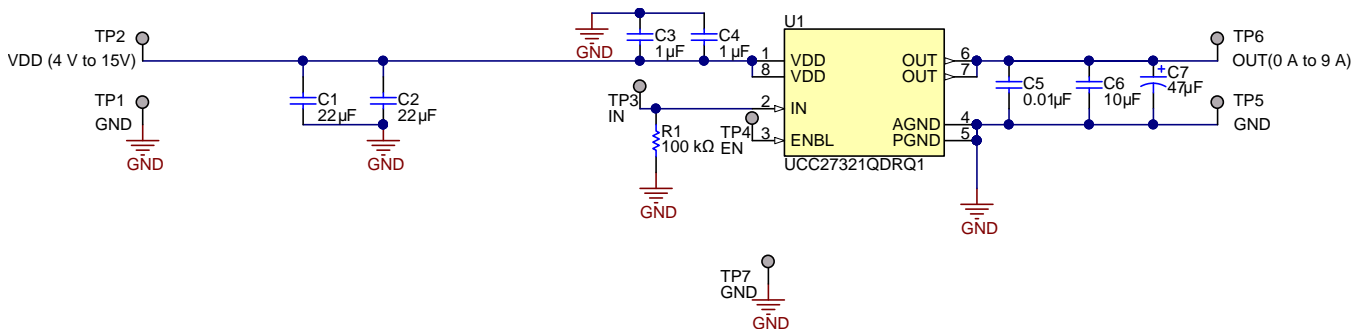 TP2
VDD (4 V to 15V)
TP1
GND
GND
C1
22µF
C2
22µF
GND
GND
C3
1µF
C4
1µF
TP3
IN
R1
100 kΩ
GND
TP4
EN
U1
1 VDD
8 VDD
2 IN
3 ENBL
OUT 6
OUT 7
AGND 4
PGND 5
UCC27321QDRQ1
GND
C5
0.01µF
C6
10µF
+ C7
47µF
TP6
OUT(0 A to 9 A)
TP5
GND
TP7
GND
GND